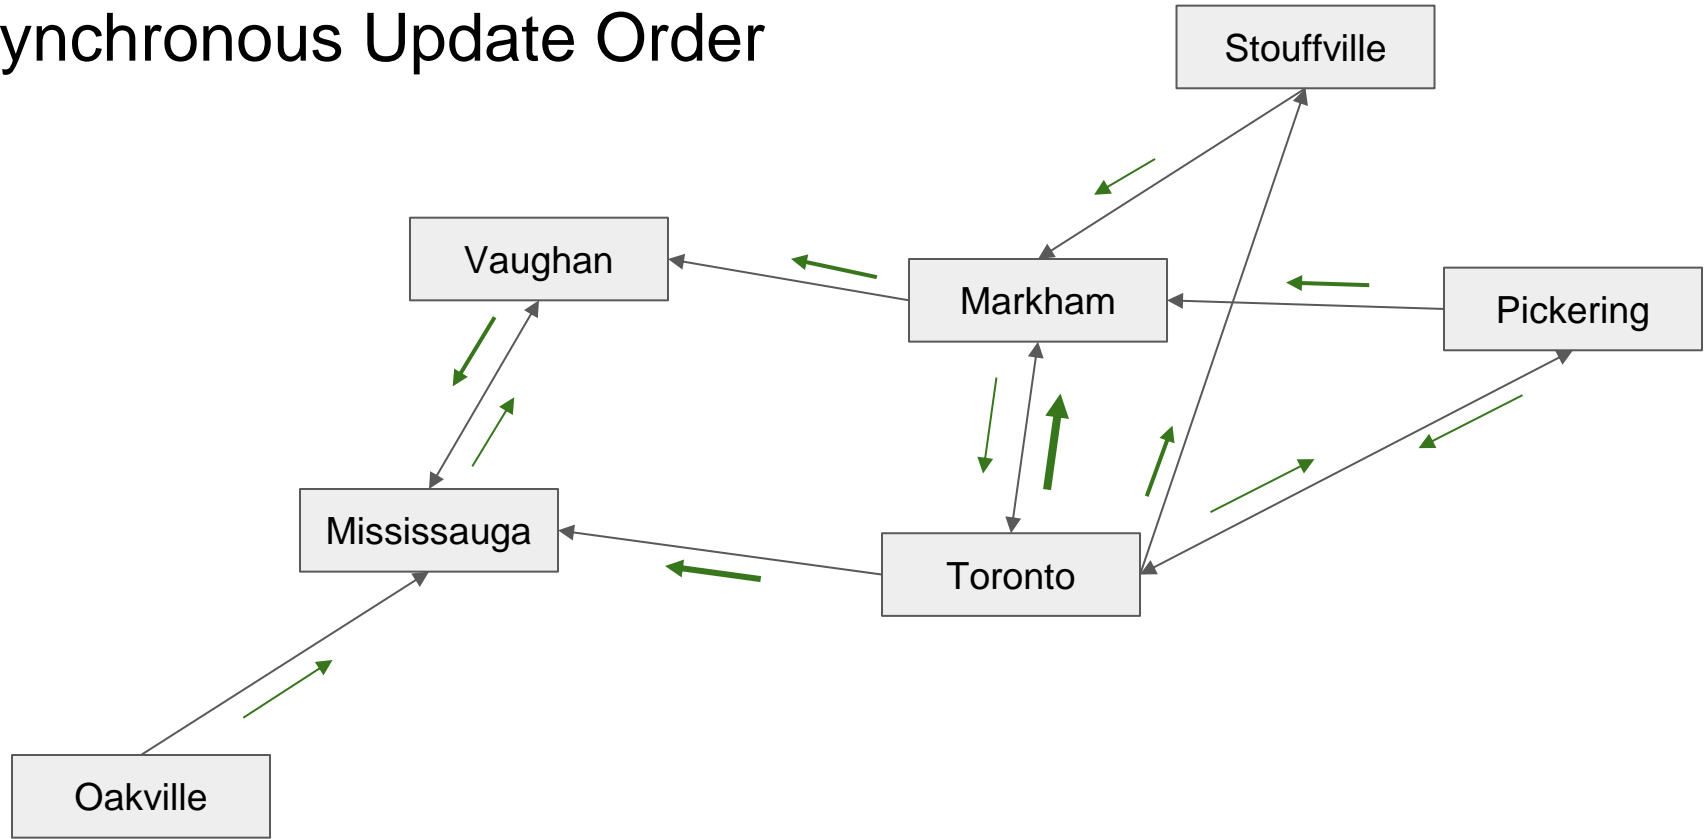 ynchronous Update Order
Stouffville
Vaughan
Markham
Pickering
Mississauga
Toronto
Oakville